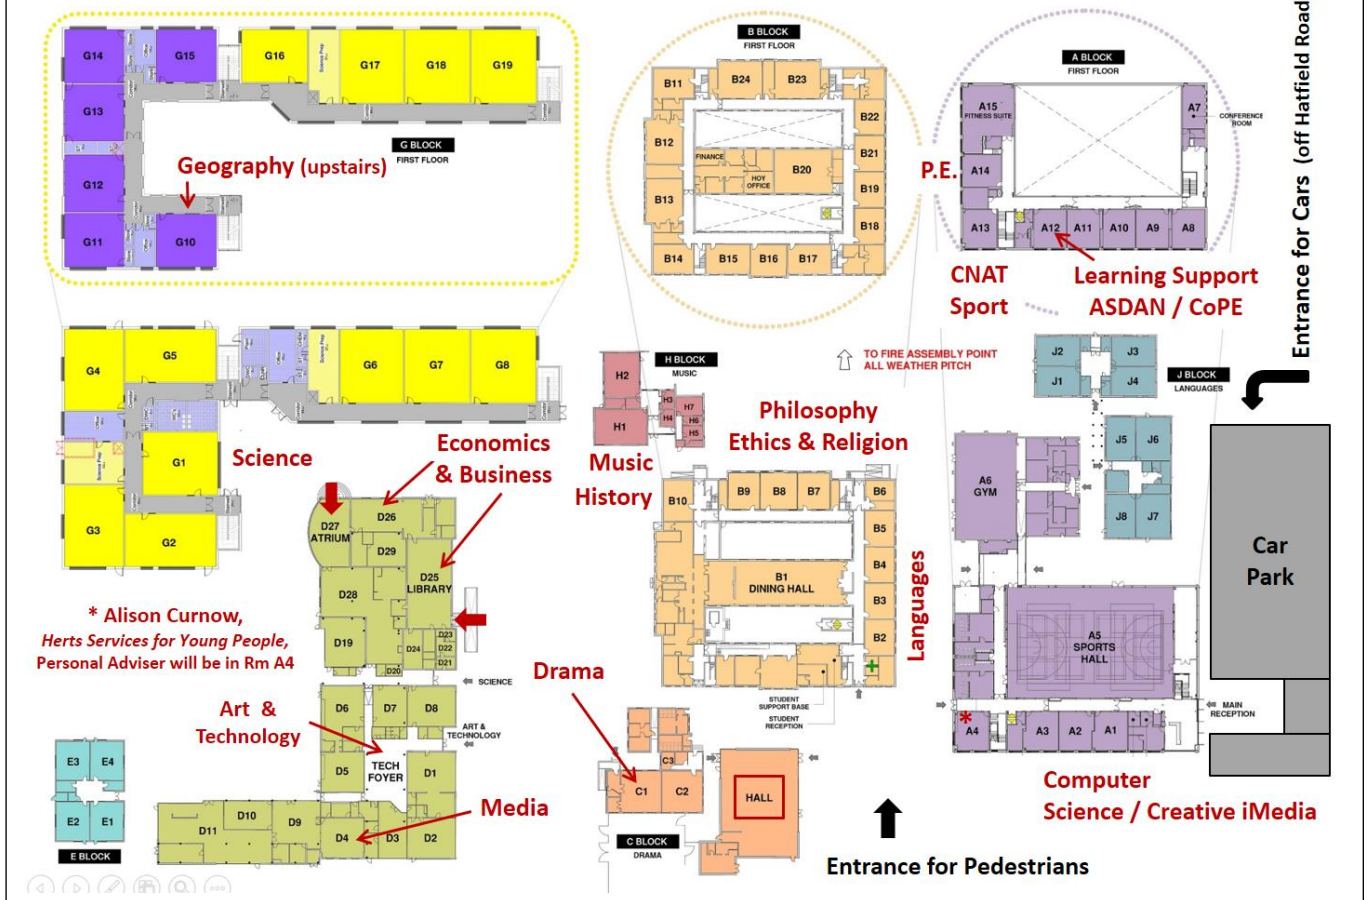 G14
G15
G16
Science Prep
G17
G18
G19
G13
G12
G11
G10
G BLOCK
FIRST FLOOR
Geography (upstairs)
B BLOCK
FIRST FLOOR
B11
B24
B23
B22
B12
B21
FINANCE
B20
HOY
OFFICE
B19
B13
B18
B14
B15
B16
B17
A BLOCK
FIRST FLOOR
A15
FITNESS SUITE
A7
CONFERENCE
ROOM
P.E.
A14
A13
A12
A11
A10
A9
A8
CNAT
Sport
Learning Support
ASDAN / CoPE
Entrance for Cars (off Hatfield Road
G4
G5
Science Prep
G6
G7
G8
G1
Science Prep
G3
G2
Science
Economics
& Business
H BLOCK
MUSIC
H2
H3
H7
H4
H6
H5
H1
Music
History
TO FIRE ASSEMBLY POINT
ALL WEATHER PITCH
Philosophy
Ethics & Religion
J2
J3
J1
J4
J BLOCK
LANGUAGES
J5
J6
J8
J7
A6
GYM
Car
Park
D27
ATRIUM
D26
D29
D25
LIBRARY
D28
D19
D24
D23
D22
D21
D20
SCIENCE
B10
B9
B8
B7
B6
B5
B4
B1
DINING HALL
B3
B2
Languages
STUDENT
SUPPORT BASE
STUDENT
RECEPTION
A5
SPORTS
HALL
MAIN
RECEPTION
*
A4
A3
A2
A1
* Alison Curnow,
Herts Services for Young People,
Personal Adviser will be in Rm A4
Art &
Technology
D6
D7
D8
ART &
TECHNOLOGY
TECH
FOYER
D5
D1
D11
D10
D9
D4
D3
D2
Media
E3
E4
E2
E1
E BLOCK
Drama
C3
C1
C2
HALL
C BLOCK
DRAMA
Computer
Science / Creative iMedia
Entrance for Pedestrians